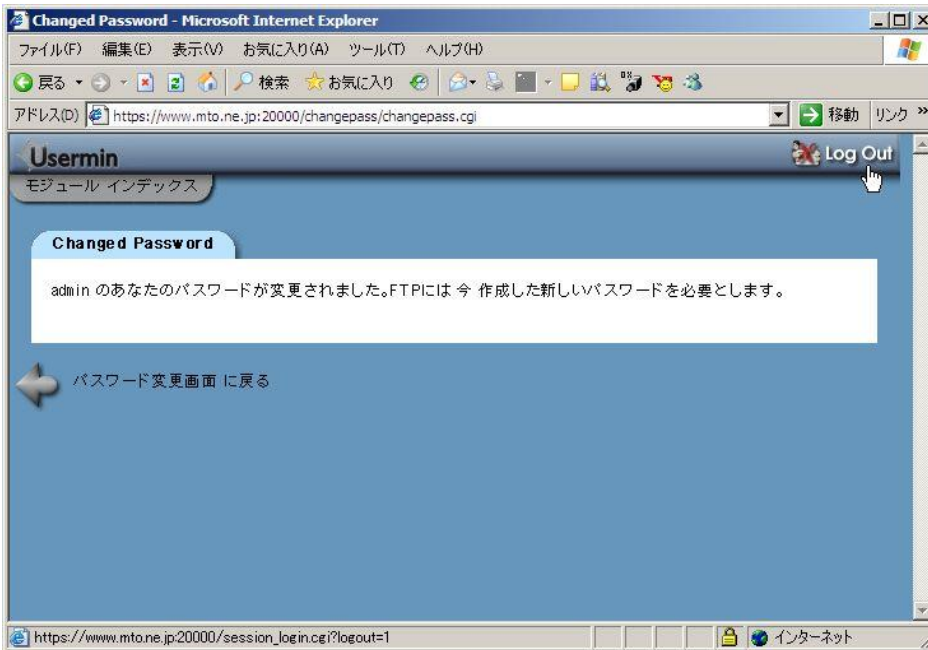 Changed Password - Microsoft Internet Explorer
ファイル(F) 編集(E) 表示(V) お気に入り(A) ツール(T) ヘルプ(H)
戻る 検索 お気に入り
アドレス(D) https://www.mto.ne.jp:20000/changepass/changepass.cgi 移動 リンク »
Usermin Log Out
モジュール インデックス
Changed Password
admin のあなたのパスワードが変更されました。FTPには 今 作成した新しいパスワードを必要とします。
パスワード変更画面 に戻る
https://www.mto.ne.jp:20000/session_login.cgi?logout=1 インターネット